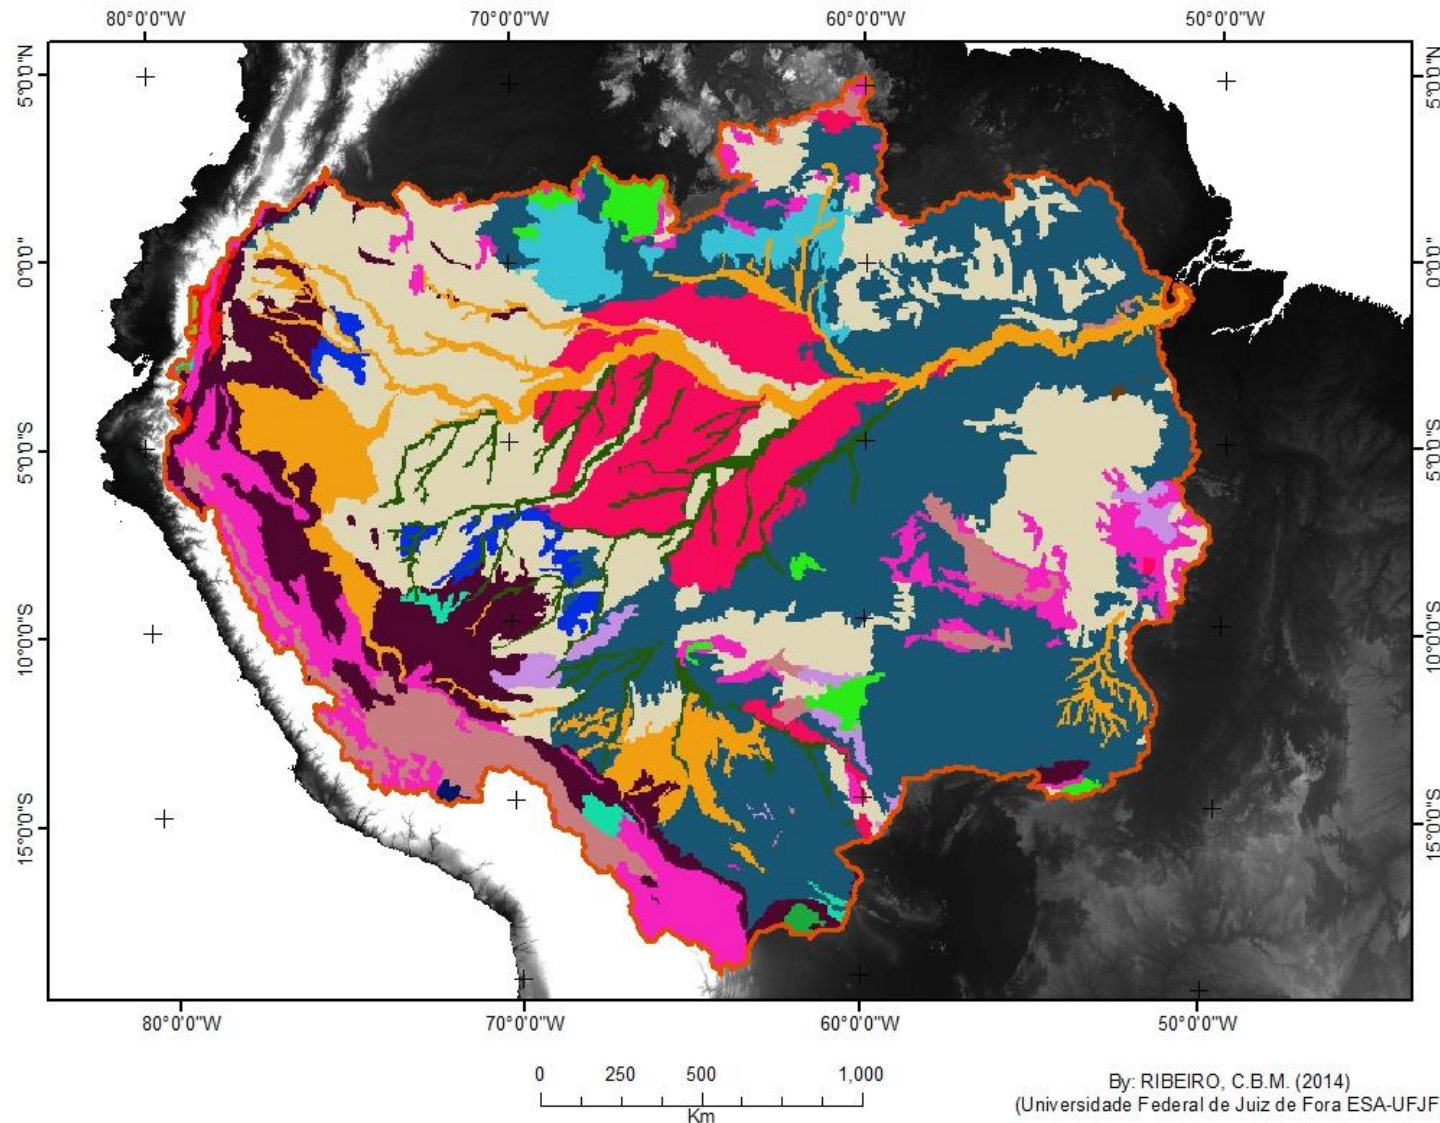 80°0'0"W 70°0'0"W 60°0'0"W 50°0'0"W
5°0'0"N 5°0'0"N
0°0'0" 0°0'0"
5°0'0"S 5°0'0"S
10°0'0"S 10°0'0"S
15°0'0"S 15°0'0"S
80°0'0"W 70°0'0"W 60°0'0"W 50°0'0"W
0 250 500 1,000
Km
By: RIBEIRO, C.B.M. (2014)
(Universidade Federal de Juiz de Fora ESA-UFJF